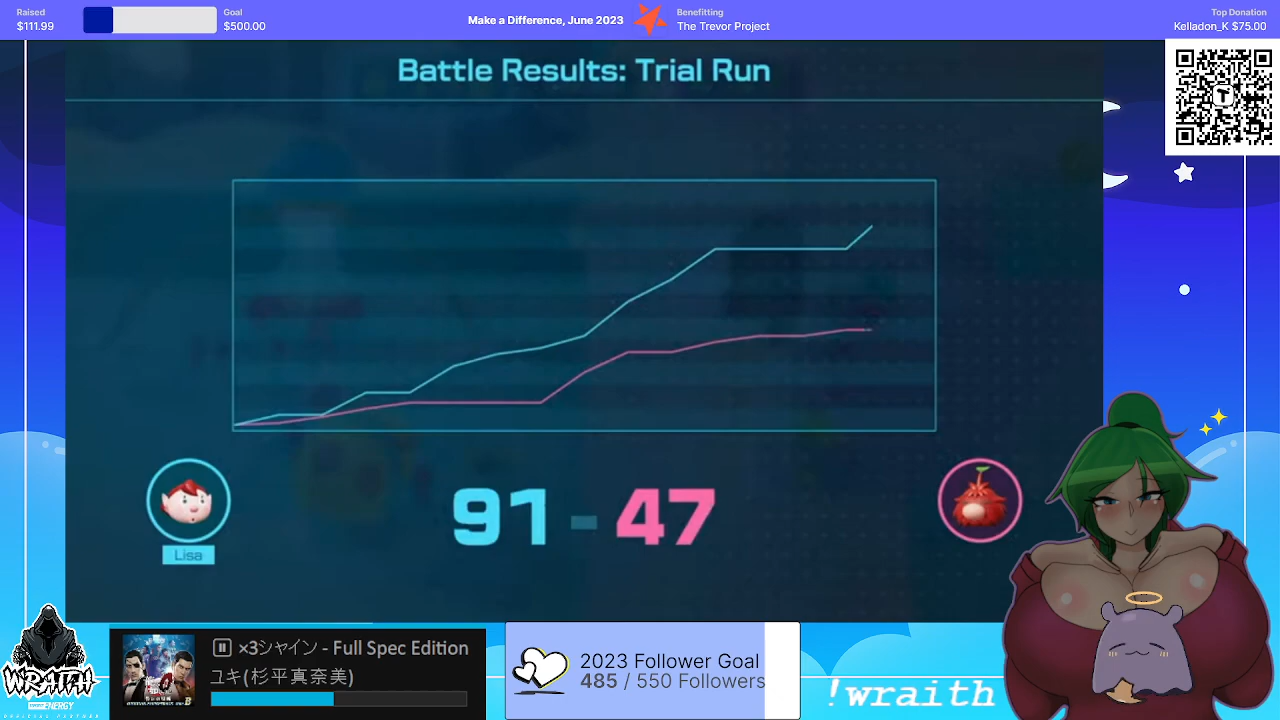 Raised
$111.99
Goal
$500.00
Make a Difference, June 2023
Benefitting
The Trevor Project
Top Donation
Kelladon_K $75.00
Battle Results: Trial Run
91 - 47
Lisa
×3シャイン - Full Spec Edition
ユキ(杉平真奈美)
2023 Follower Goal
485 / 550 Followers
!wraith
WRAITH
ENERGY